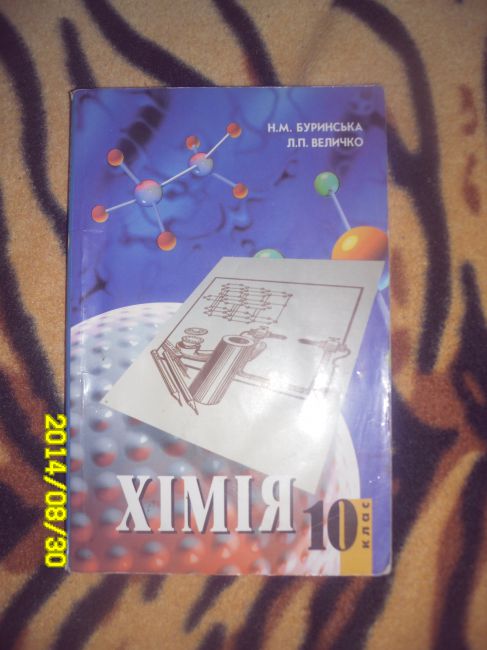 Н.М. БУРИНСЬКА
Л.П. ВЕЛИЧКО
ХІМІЯ
10
клас
2014/08/30